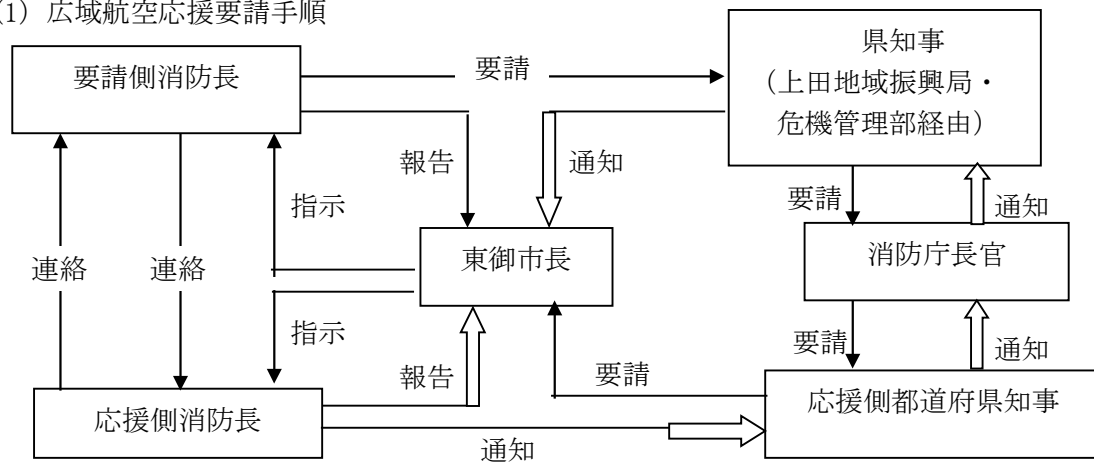 (1) 広域航空応援要請手順
要請側消防長
要請
県知事
（上田地域振興局・
危機管理部経由）
報告
通知
指示
要請
通知
連絡
連絡
東御市長
消防庁長官
指示
報告
要請
要請
通知
応援側消防長
通知
応援側都道府県知事